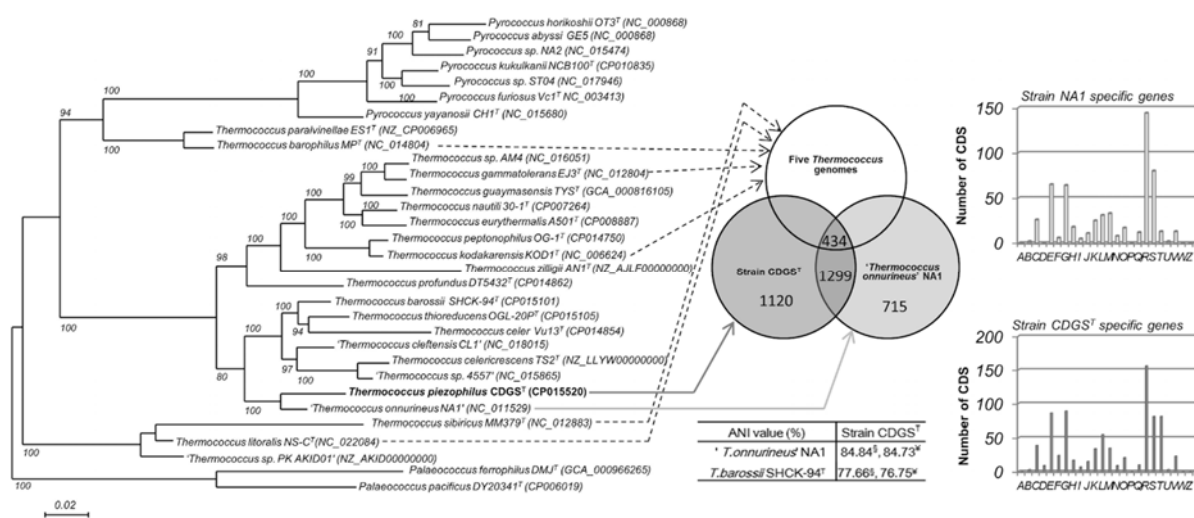 Pyrococcus horikoshii OT3ᵀ (NC_000868)
Pyrococcus abyssi GE5 (NC_000868)
Pyrococcus sp. NA2 (NC_015474)
Pyrococcus kukulkanii NCB100ᵀ (CP010835)
Pyrococcus sp. ST04 (NC_017946)
Pyrococcus furiosus Vc1ᵀ NC_003413)
Pyrococcus yayanosii CH1ᵀ (NC_015680)
Thermococcus paralvinellae ES1ᵀ (NZ_CP006965)
Thermococcus barophilus MPᵀ (NC_014804)
Thermococcus sp. AM4 (NC_016051)
Thermococcus gammatolerans EJ3ᵀ (NC_012804)
Thermococcus guaymasensis TYSᵀ (GCA_000816105)
Thermococcus nautili 30-1ᵀ (CP007264)
Thermococcus eurythermalis A501ᵀ (CP008887)
Thermococcus peptonophilus OG-1ᵀ (CP014750)
Thermococcus kodakarensis KOD1ᵀ (NC_006624)
Thermococcus zilligii AN1ᵀ (NZ_AJLF00000000)
Thermococcus profundus DT5432ᵀ (CP014862)
Thermococcus barossii SHCK-94ᵀ (CP015101)
Thermococcus thioreducens OGL-20Pᵀ (CP015105)
Thermococcus celer Vu13ᵀ (CP014854)
'Thermococcus cleftensis CL1' (NC_018015)
Thermococcus celericrescens TS2ᵀ (NZ_LLYW00000000)
'Thermococcus sp. 4557' (NC_015865)
Thermococcus piezophilus CDGSᵀ (CP015520)
'Thermococcus onnurineus NA1' (NC_011529)
Thermococcus sibiricus MM379ᵀ (NC_012883)
Thermococcus litoralis NS-Cᵀ(NC_022084)
'Thermococcus sp. PK AKID01' (NZ_AKID00000000)
Palaeococcus ferrophilus DMJᵀ (GCA_000966265)
Palaeococcus pacificus DY20341ᵀ (CP006019)
81
100
91
100
100
100
100
94
100
100
99
100
100
100
100
100
98
100
100
94
97
100
80
100
100
100
0.02
Five Thermococcus
genomes
434
Strain CDGSᵀ
1299
'Thermococcus
onnurineus' NA1
1120
715
ANI value (%) Strain CDGSᵀ
' T.onnurineus' NA1 84.84§, 84.73¥
T.barossii SHCK-94ᵀ 77.66§, 76.75¥
Strain NA1 specific genes
Number of CDS
150
100
50
0
ABCDEFGHI JKLMNOPQRSTUVWZ
Strain CDGSᵀ specific genes
Number of CDS
200
150
100
50
0
ABCDEFGHI JKLMNOPQRSTUVWZ